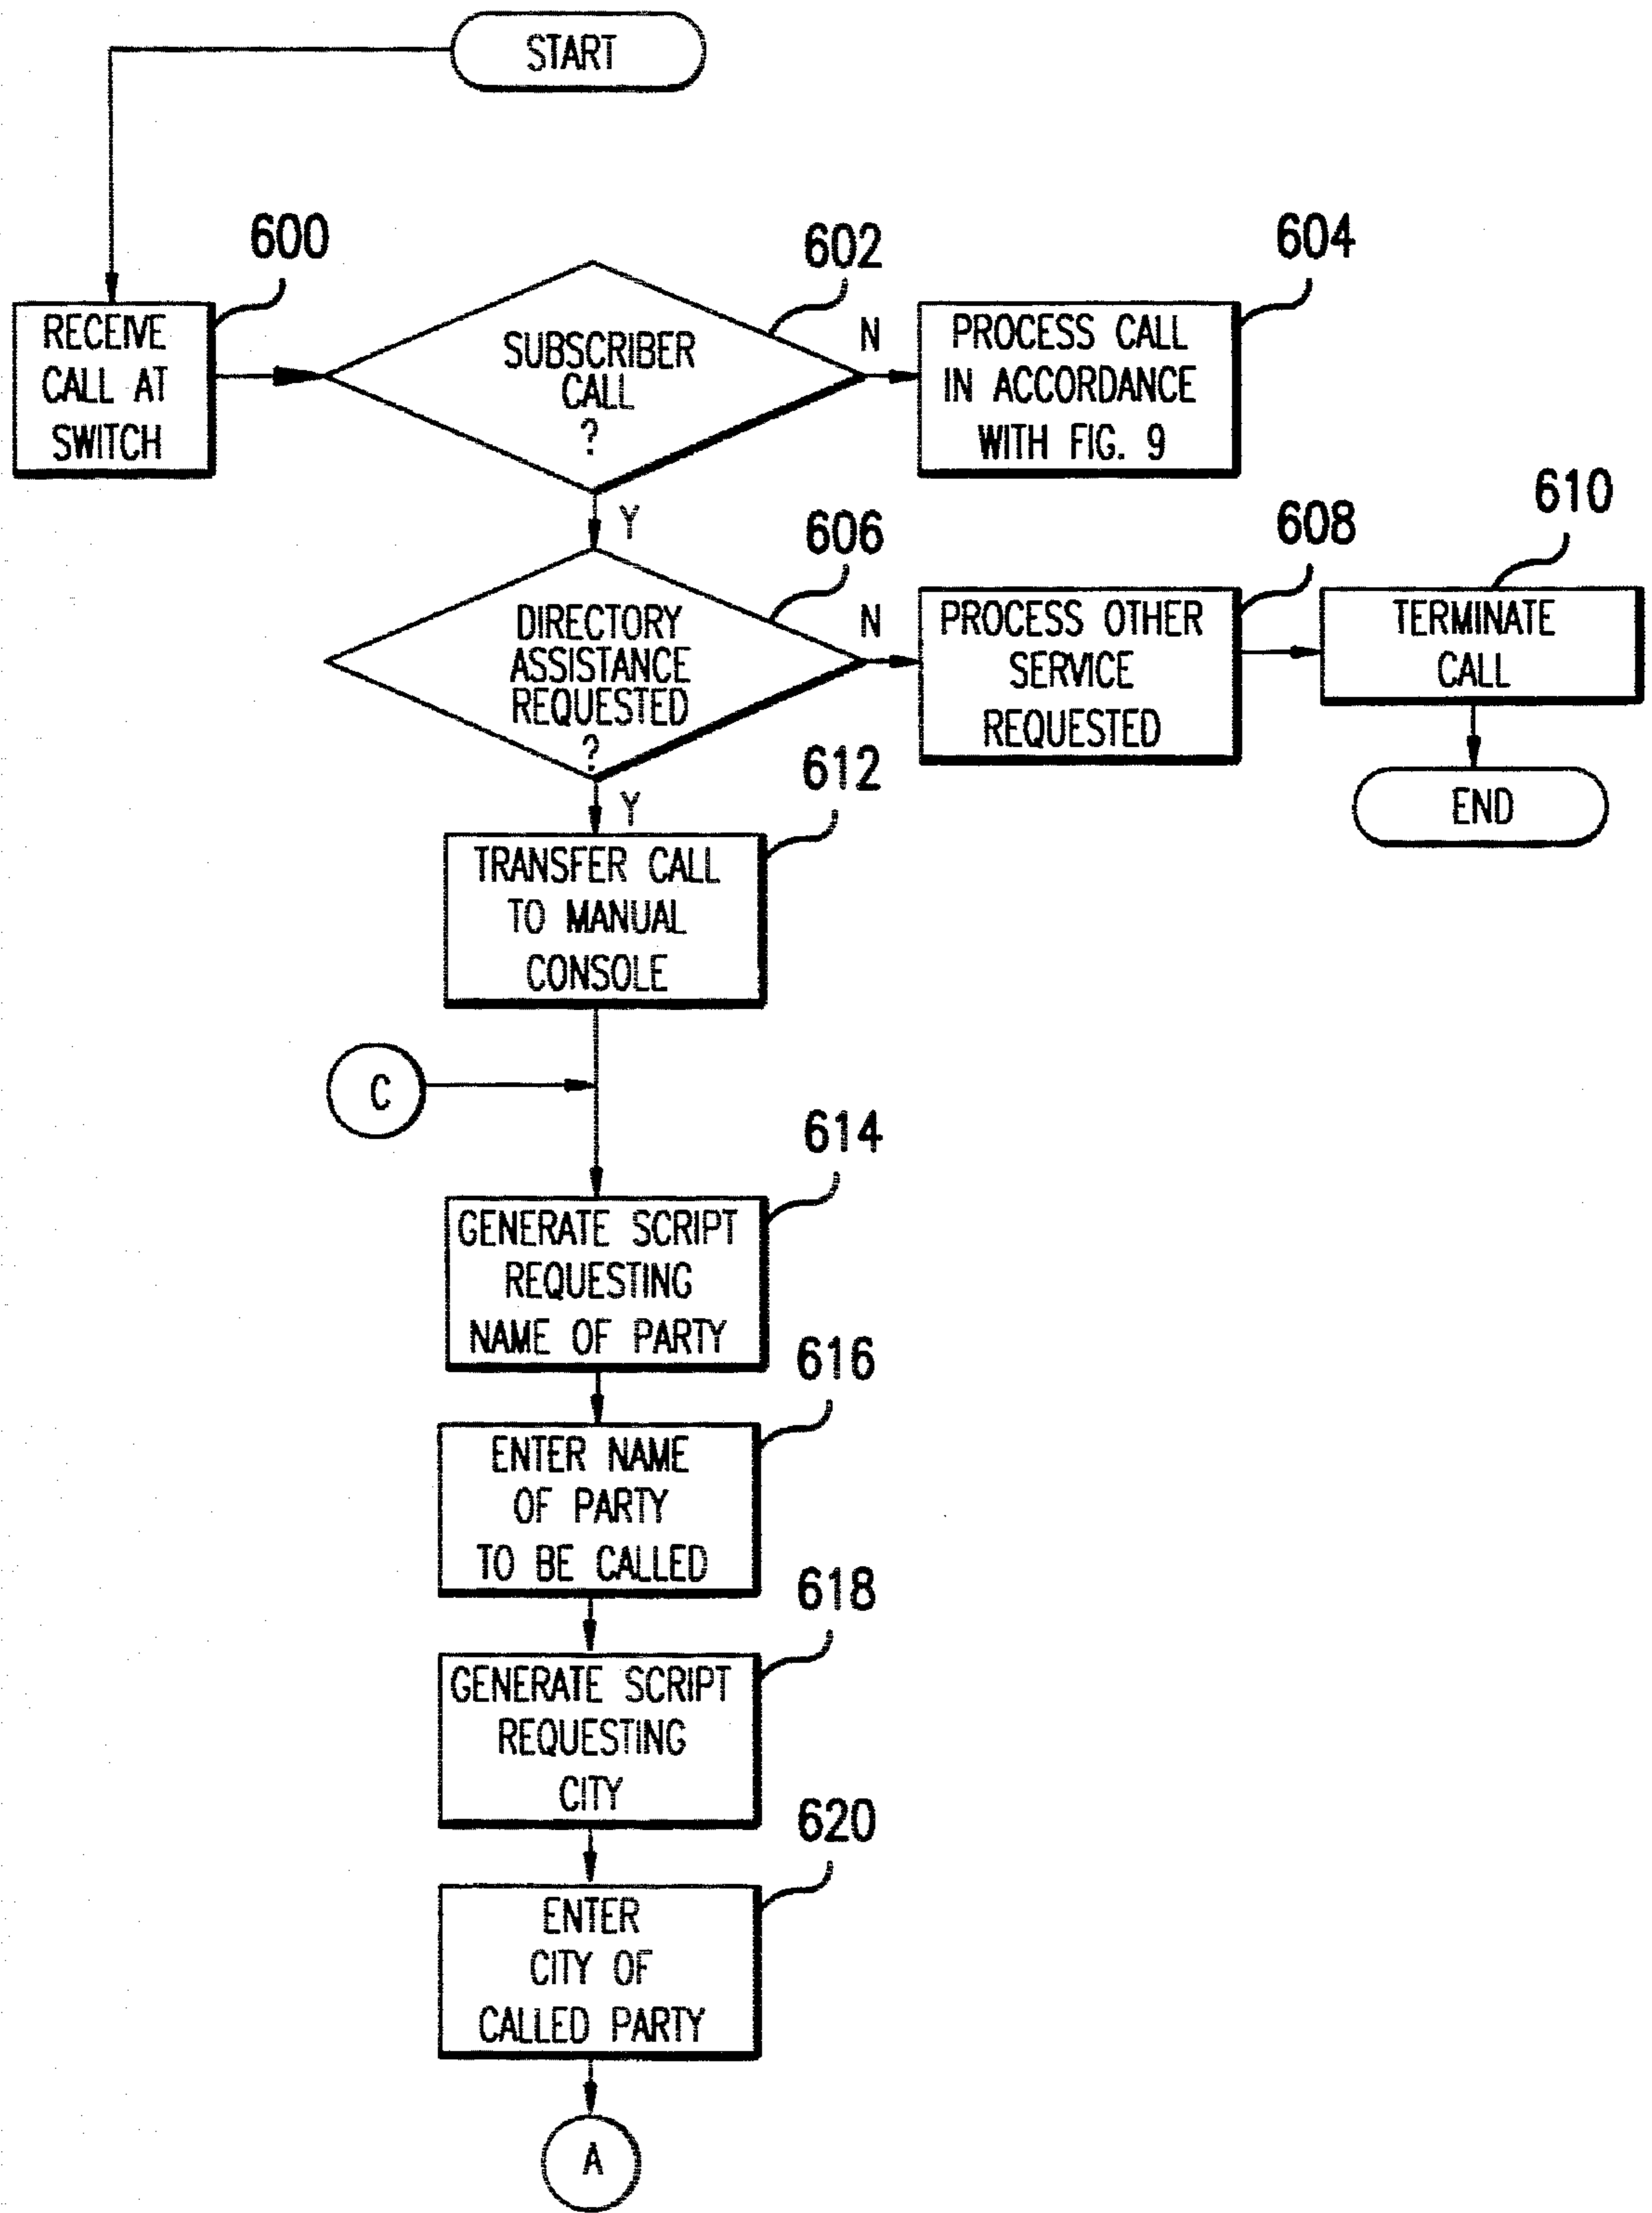 START
600
RECEIVE
CALL AT
SWITCH
602
SUBSCRIBER
CALL
?
N
604
PROCESS CALL
IN ACCORDANCE
WITH FIG. 9
Y
606
DIRECTORY
ASSISTANCE
REQUESTED
?
N
608
PROCESS OTHER
SERVICE
REQUESTED
610
TERMINATE
CALL
END
Y
612
TRANSFER CALL
TO MANUAL
CONSOLE
C
614
GENERATE SCRIPT
REQUESTING
NAME OF PARTY
616
ENTER NAME
OF PARTY
TO BE CALLED
618
GENERATE SCRIPT
REQUESTING
CITY
620
ENTER
CITY OF
CALLED PARTY
A